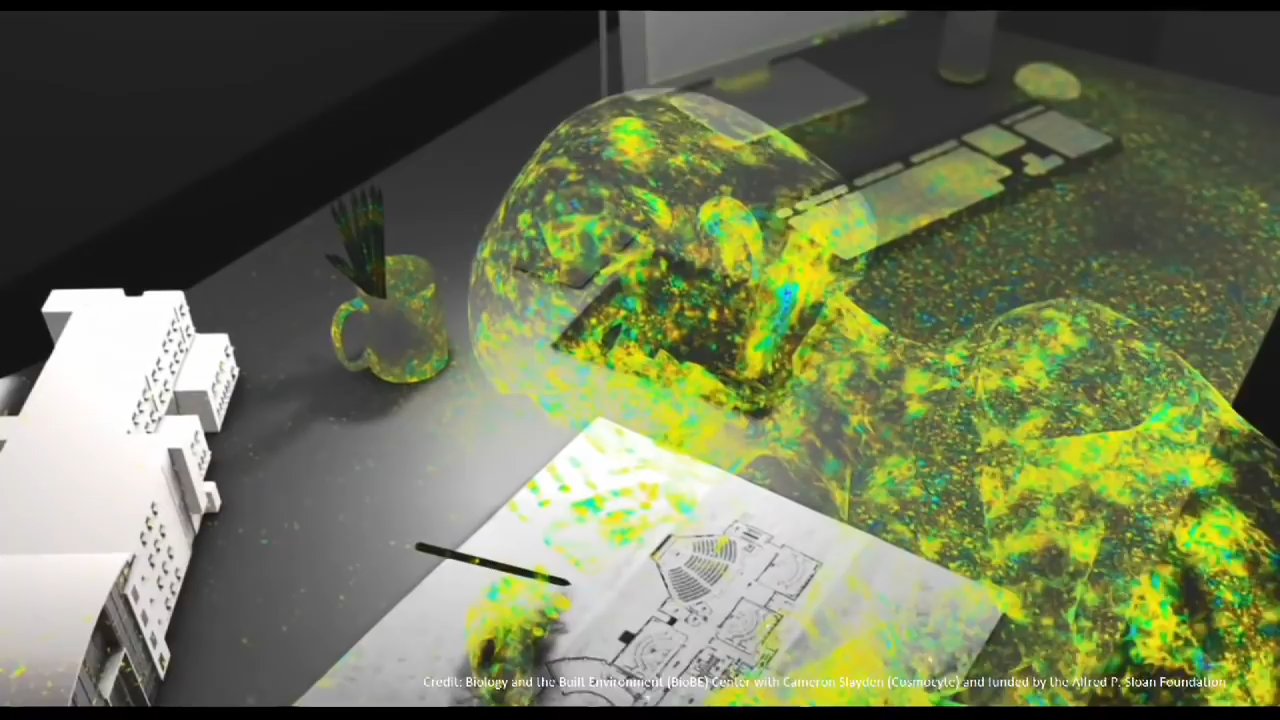 Credit: Biology and the Built Environment (BioBE) Center with Cameron Slayden (Cosmocyte) and funded by the Alfred P. Sloan Foundation